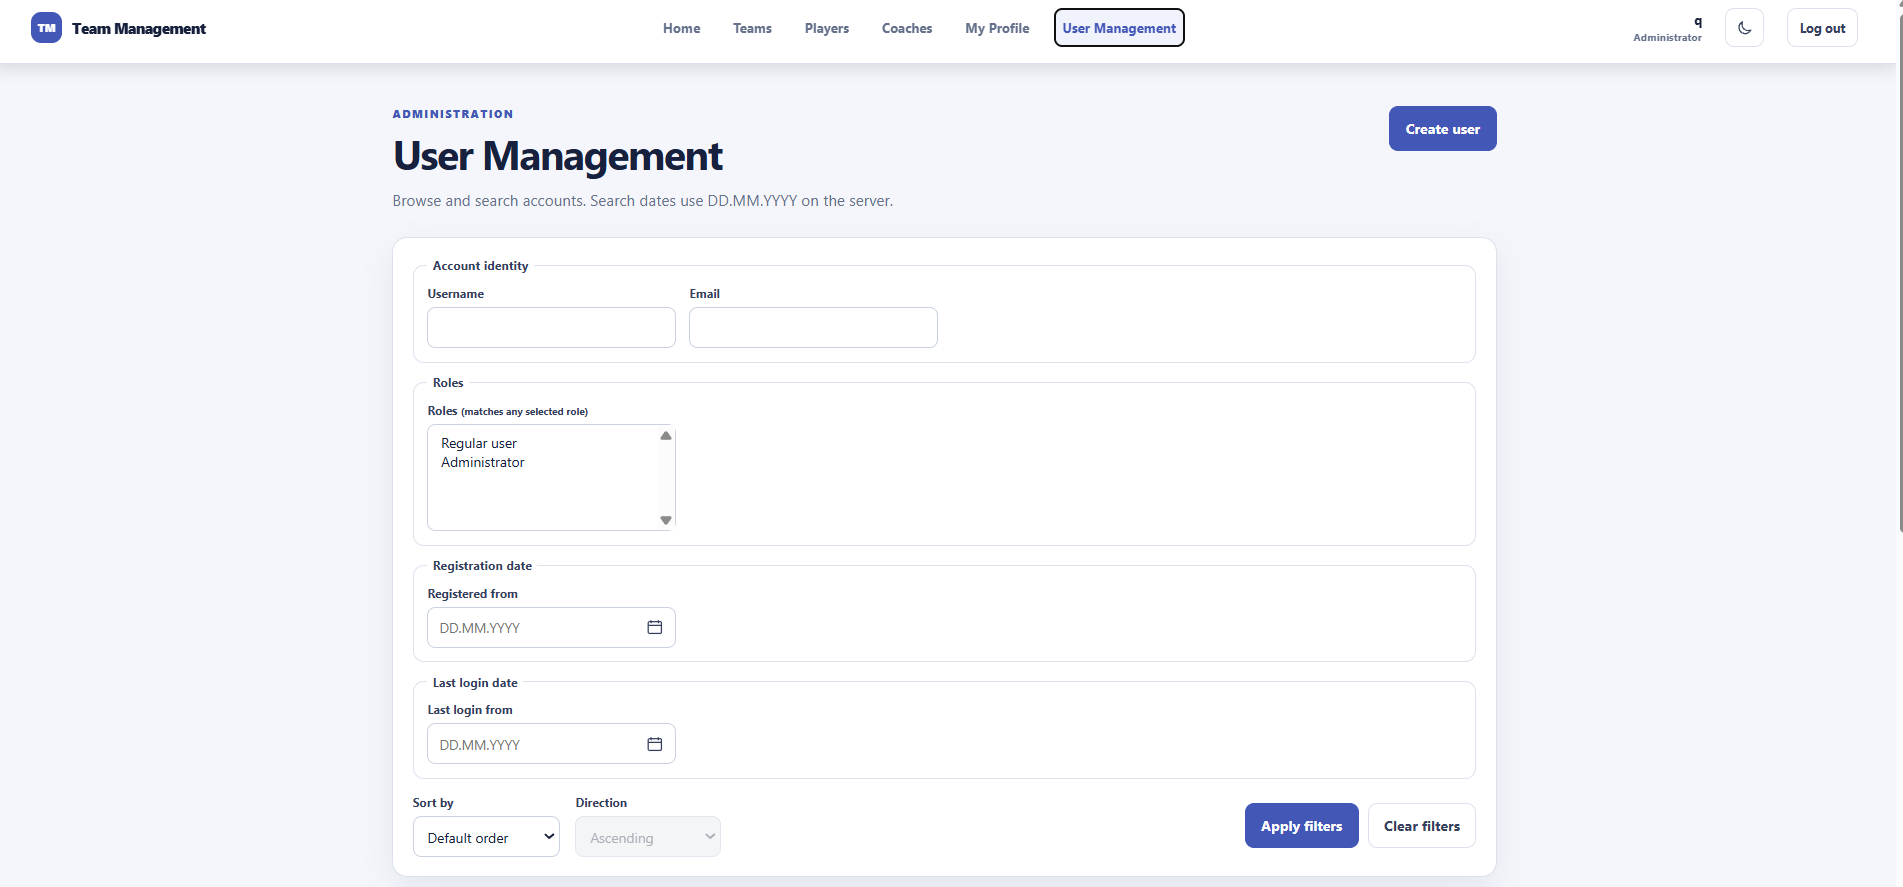 TM Team Management Home Teams Players Coaches My Profile User Management q Administrator Log out
ADMINISTRATION
User Management
Create user
Browse and search accounts. Search dates use DD.MM.YYYY on the server.
Account identity
Username Email
Roles
Roles (matches any selected role)
Regular user
Administrator
Registration date
Registered from
DD.MM.YYYY
Last login date
Last login from
DD.MM.YYYY
Sort by Direction
Default order Ascending Apply filters Clear filters